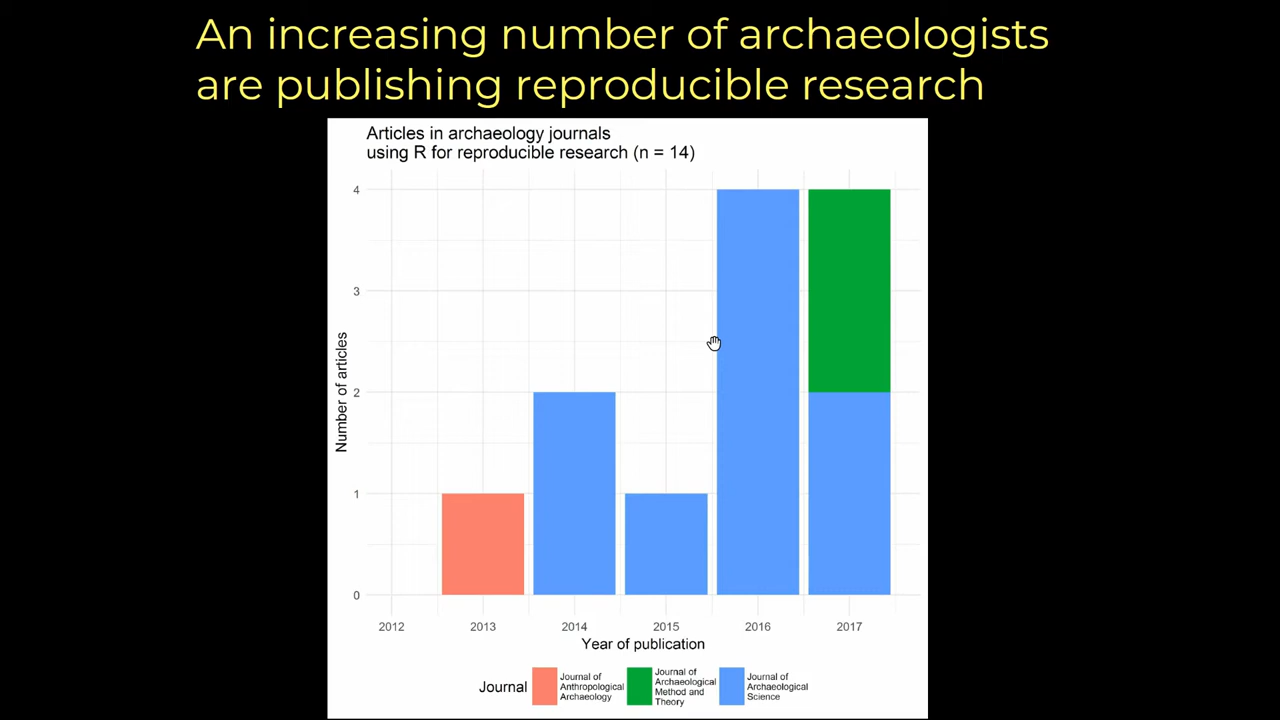 An increasing number of archaeologists
are publishing reproducible research
Articles in archaeology journals
using R for reproducible research (n = 14)
4
3
2
1
0
Number of articles
2012 2013 2014 2015 2016 2017
Year of publication
Journal
Journal of
Anthropological
Archaeology
Journal of
Archaeological
Method and
Theory
Journal of
Archaeological
Science